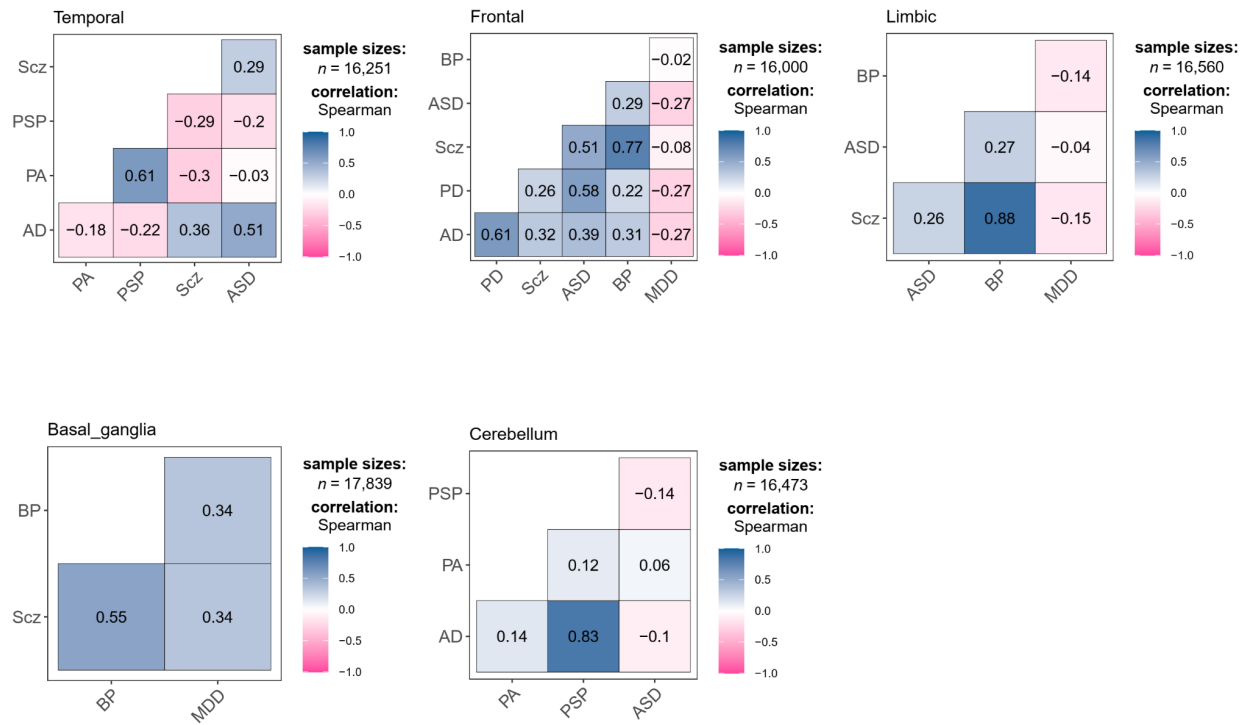 Temporal
Scz
0.29
PSP
−0.29 −0.2
PA
0.61 −0.3 −0.03
AD
−0.18 −0.22 0.36 0.51
PA PSP Scz ASD
sample sizes:
n = 16,251
correlation:
Spearman
1.0
0.5
0.0
−0.5
−1.0
Frontal
BP
−0.02
ASD
0.29 −0.27
Scz
0.51 0.77 −0.08
PD
0.26 0.58 0.22 −0.27
AD
0.61 0.32 0.39 0.31 −0.27
PD Scz ASD BP MDD
sample sizes:
n = 16,000
correlation:
Spearman
1.0
0.5
0.0
−0.5
−1.0
Limbic
BP
−0.14
ASD
0.27 −0.04
Scz
0.26 0.88 −0.15
ASD BP MDD
sample sizes:
n = 16,560
correlation:
Spearman
1.0
0.5
0.0
−0.5
−1.0
Basal_ganglia
BP
0.34
Scz
0.55 0.34
BP MDD
sample sizes:
n = 17,839
correlation:
Spearman
1.0
0.5
0.0
−0.5
−1.0
Cerebellum
PSP
−0.14
PA
0.12 0.06
AD
0.14 0.83 −0.1
PA PSP ASD
sample sizes:
n = 16,473
correlation:
Spearman
1.0
0.5
0.0
−0.5
−1.0